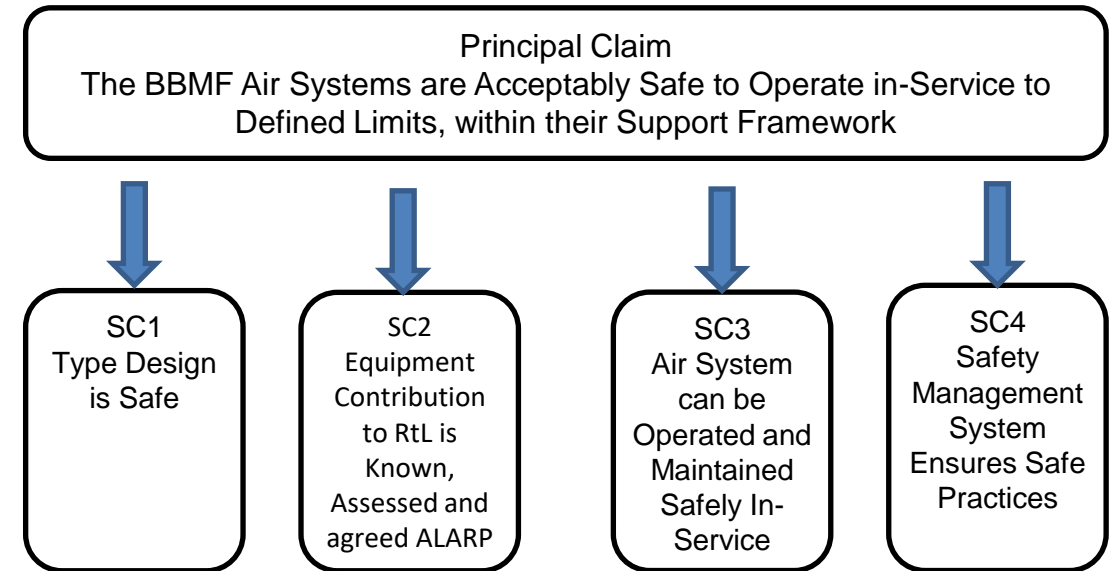 Principal Claim
The BBMF Air Systems are Acceptably Safe to Operate in-Service to
Defined Limits, within their Support Framework
SC1
Type Design
is Safe
SC2
Equipment
Contribution
to RtL is
Known,
Assessed and
agreed ALARP
SC3
Air System
can be
Operated and
Maintained
Safely In-
Service
SC4
Safety
Management
System
Ensures Safe
Practices